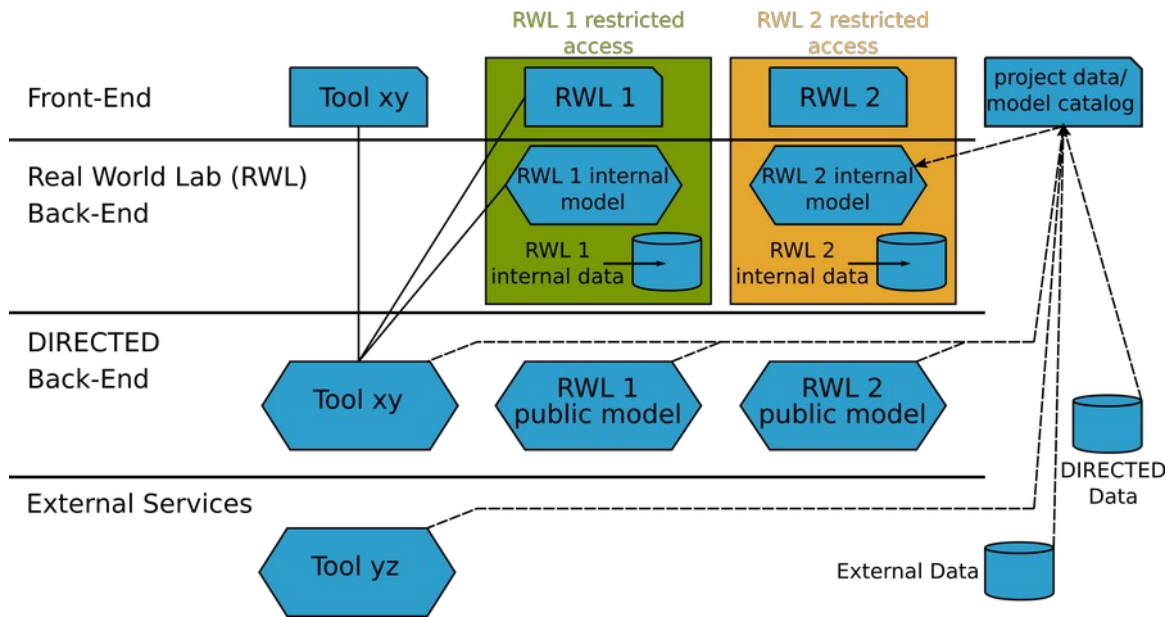 RWL 1 restricted
access
RWL 2 restricted
access
Front-End
Tool xy
RWL 1
RWL 2
project data/
model catalog
Real World Lab (RWL)
Back-End
RWL 1 internal
model
RWL 2 internal
model
RWL 1
internal data
RWL 2
internal data
DIRECTED
Back-End
Tool xy
RWL 1
public model
RWL 2
public model
DIRECTED
Data
External Services
Tool yz
External Data